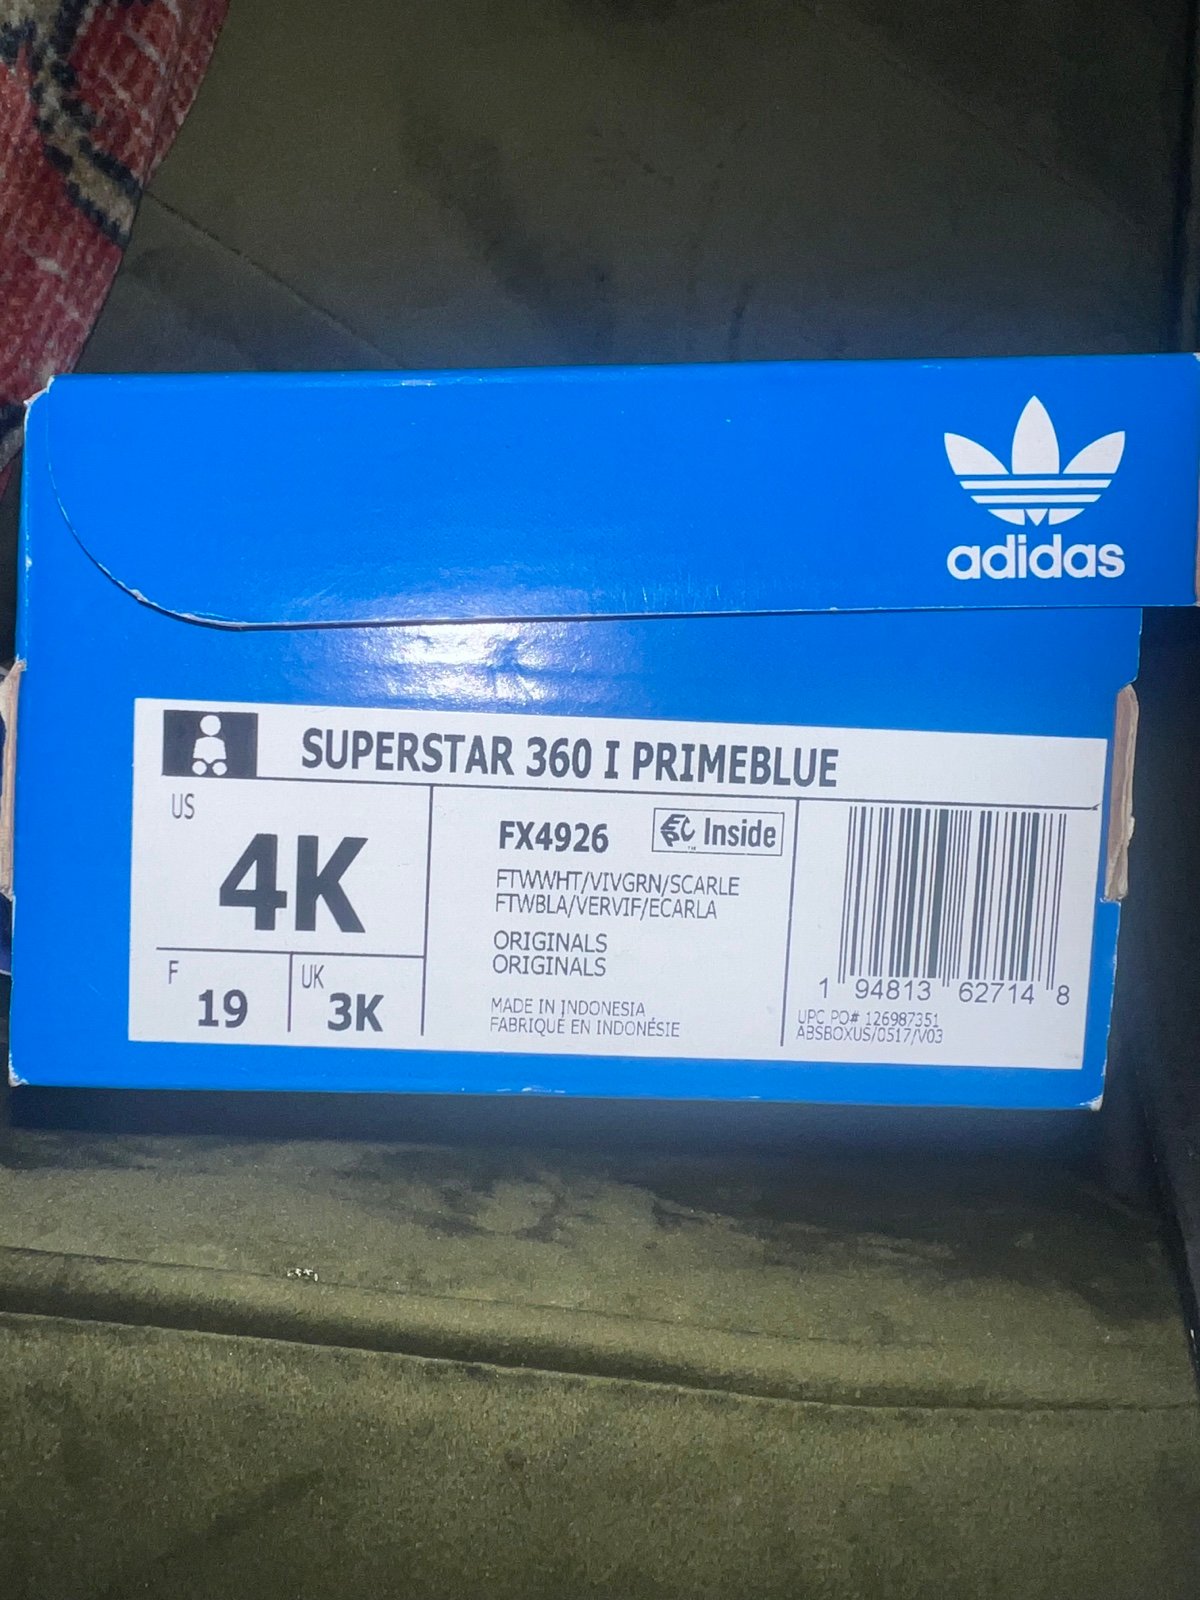 adidas
SUPERSTAR 360 I PRIMEBLUE
US
4K
F
19
UK
3K
FX4926
Inside
FTWWHT/VIVGRN/SCARLE
FTWBLA/VERVIF/ECARLA
ORIGINALS
ORIGINALS
MADE IN INDONESIA
FABRIQUÉ EN INDONÉSIE
1 94813 62714 8
UPC PO# 126987351
ABSBOXUS/0517/V03